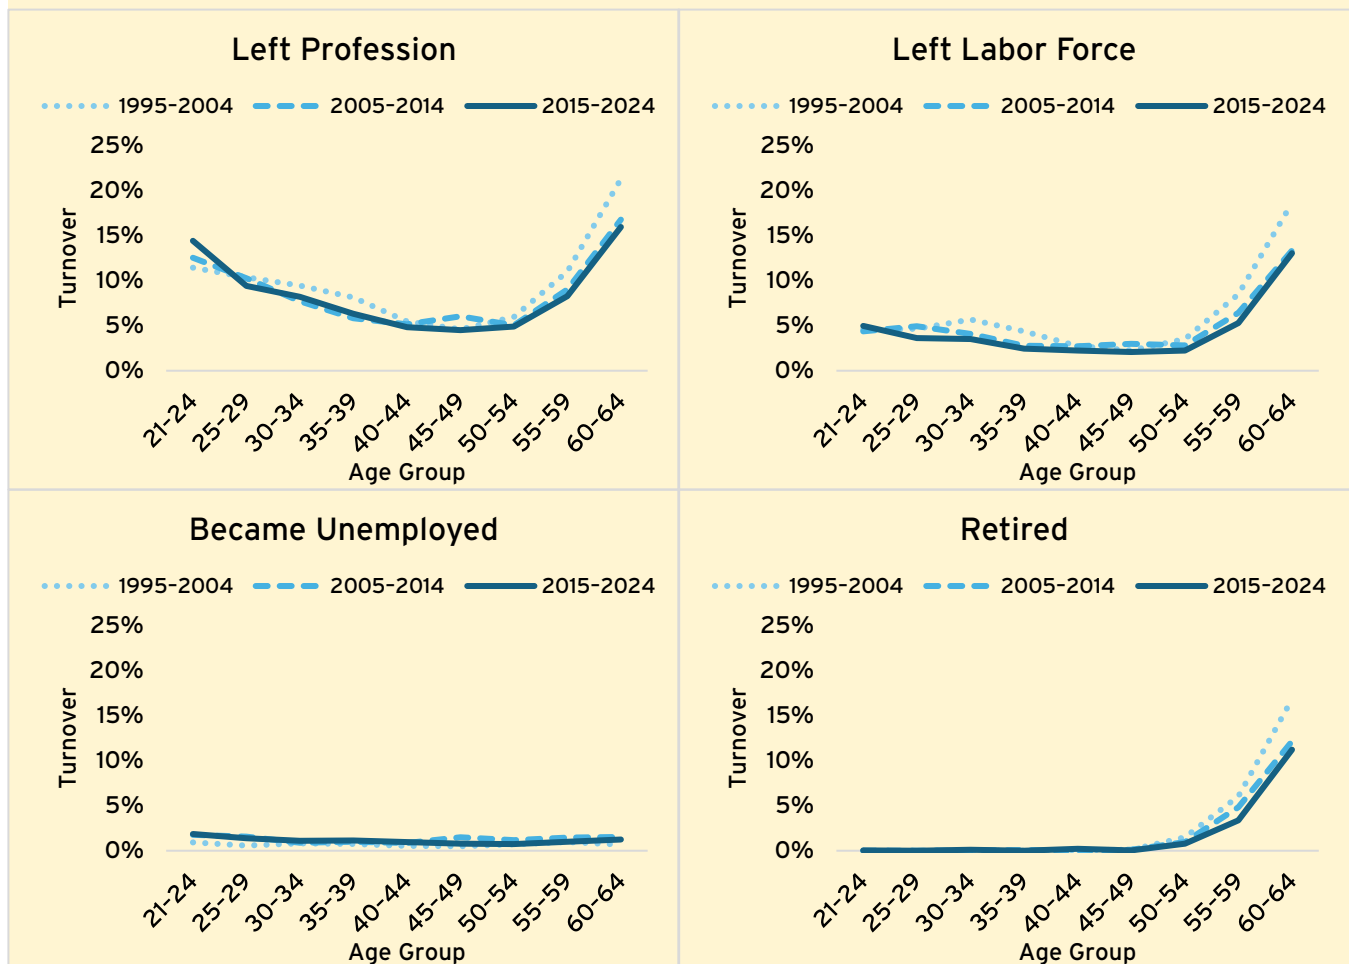 Left Profession
1995–2004 2005–2014 2015–2024
25%
20%
15%
10%
5%
0%
Turnover
21–24 25–29 30–34 35–39 40–44 45–49 50–54 55–59 60–64
Age Group
Left Labor Force
1995–2004 2005–2014 2015–2024
25%
20%
15%
10%
5%
0%
Turnover
21–24 25–29 30–34 35–39 40–44 45–49 50–54 55–59 60–64
Age Group
Became Unemployed
1995–2004 2005–2014 2015–2024
25%
20%
15%
10%
5%
0%
Turnover
21–24 25–29 30–34 35–39 40–44 45–49 50–54 55–59 60–64
Age Group
Retired
1995–2004 2005–2014 2015–2024
25%
20%
15%
10%
5%
0%
Turnover
21–24 25–29 30–34 35–39 40–44 45–49 50–54 55–59 60–64
Age Group